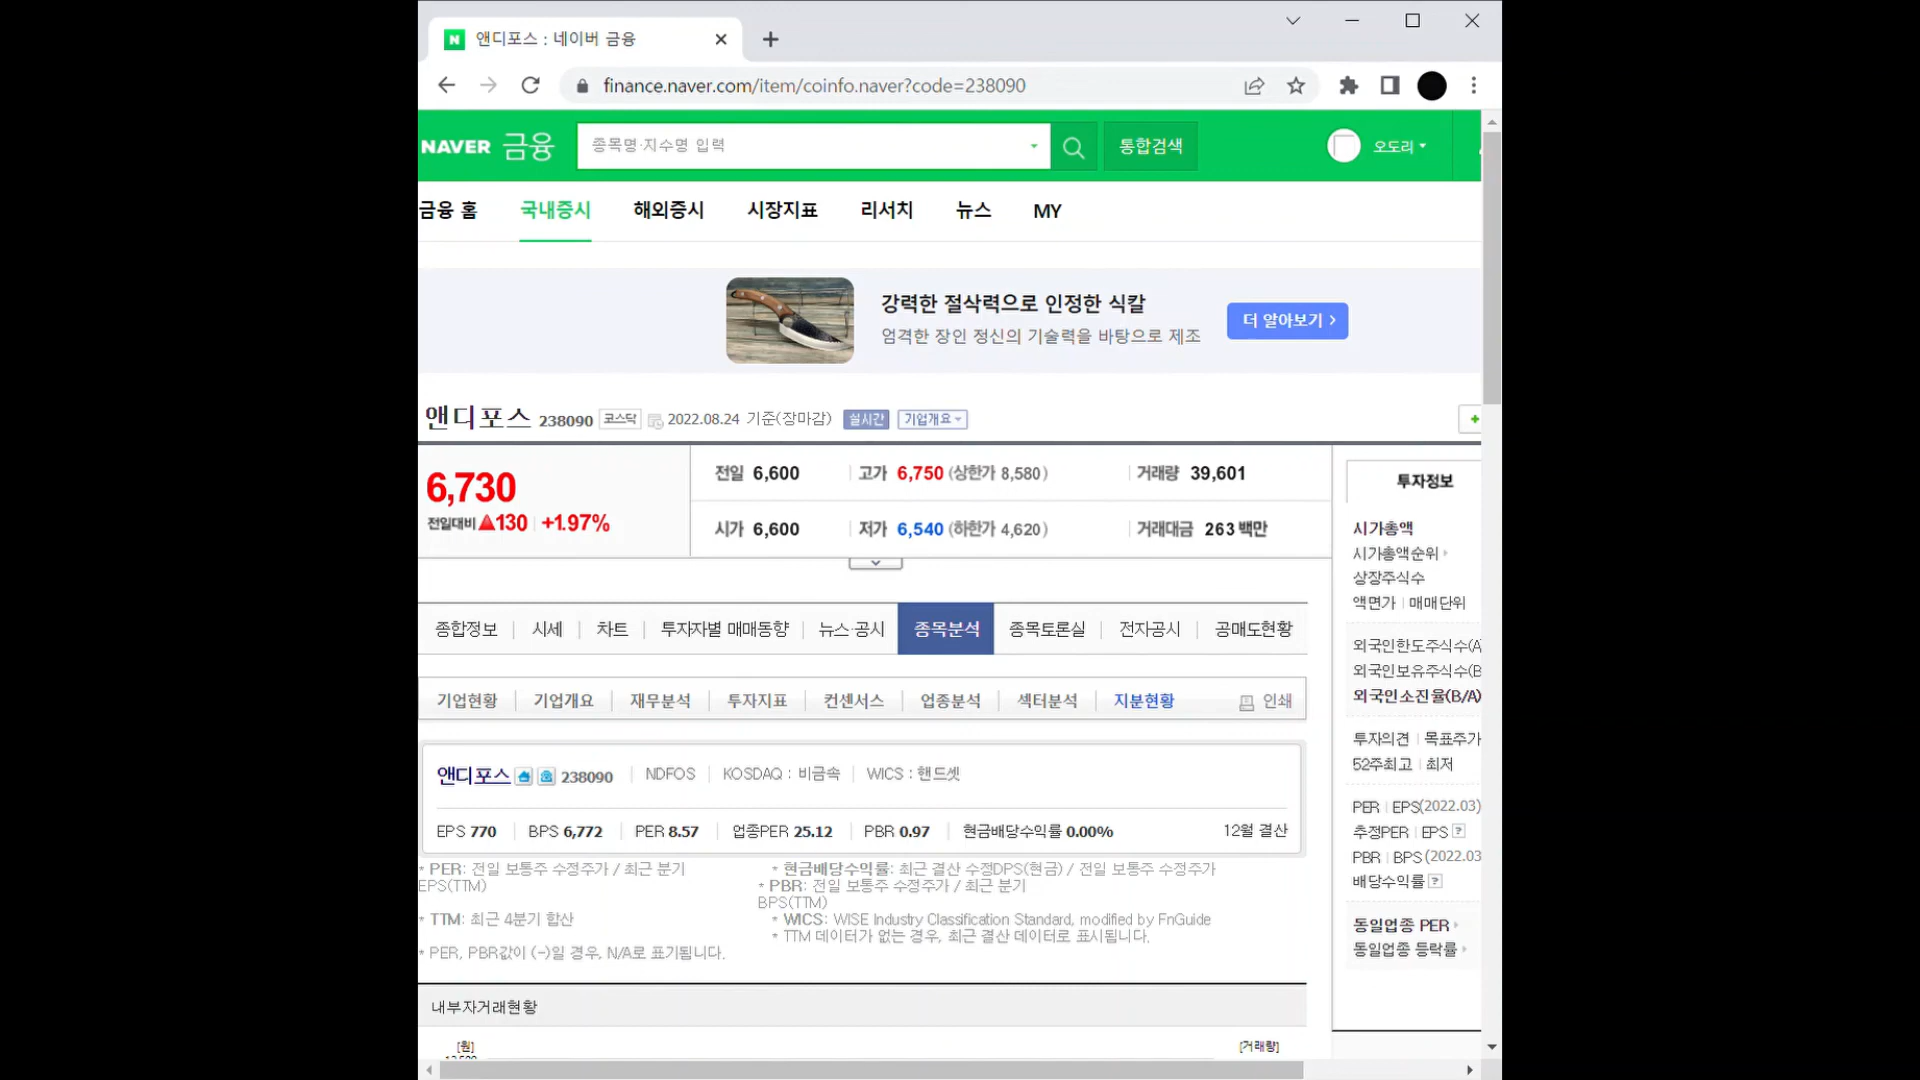 앤디포스 : 네이버 금융
finance.naver.com/item/coinfo.naver?code=238090
NAVER 금융 종목명·지수명 입력 통합검색 오도리
금융 홈 국내증시 해외증시 시장지표 리서치 뉴스 MY
강력한 절삭력으로 인정한 식칼
엄격한 장인 정신의 기술력을 바탕으로 제조
더 알아보기 >
앤디포스 238090 코스닥 2022.08.24 기준(장마감) 실시간 기업개요
6,730
전일대비 ▲130 +1.97%
전일 6,600 고가 6,750 (상한가 8,580) 거래량 39,601
시가 6,600 저가 6,540 (하한가 4,620) 거래대금 263 백만
종합정보 시세 차트 투자자별 매매동향 뉴스·공시 종목분석 종목토론실 전자공시 공매도현황
기업현황 기업개요 재무분석 투자지표 컨센서스 업종분석 섹터분석 지분현황 인쇄
앤디포스 238090 NDFOS KOSDAQ : 비금속 WICS : 핸드셋
EPS 770 BPS 6,772 PER 8.57 업종PER 25.12 PBR 0.97 현금배당수익률 0.00% 12월 결산
* PER: 전일 보통주 수정주가 / 최근 분기
EPS(TTM)
* 현금배당수익률: 최근 결산 수정DPS(현금) / 전일 보통주 수정주가
* PBR: 전일 보통주 수정주가 / 최근 분기
BPS(TTM)
* TTM: 최근 4분기 합산
* WICS: WISE Industry Classification Standard, modified by FnGuide
* TTM 데이터가 없는 경우, 최근 결산 데이터로 표시됩니다.
* PER, PBR값이 (-)일 경우, N/A로 표기됩니다.
내부자거래현황
[원] [거래량]
투자정보
시가총액
시가총액순위
상장주식수
액면가 매매단위
외국인한도주식수(A
외국인보유주식수(B
외국인소진율(B/A)
투자의견 목표주가
52주최고 최저
PER EPS(2022.03)
추정PER EPS ?
PBR BPS (2022.03
배당수익률 ?
동일업종 PER
동일업종 등락률